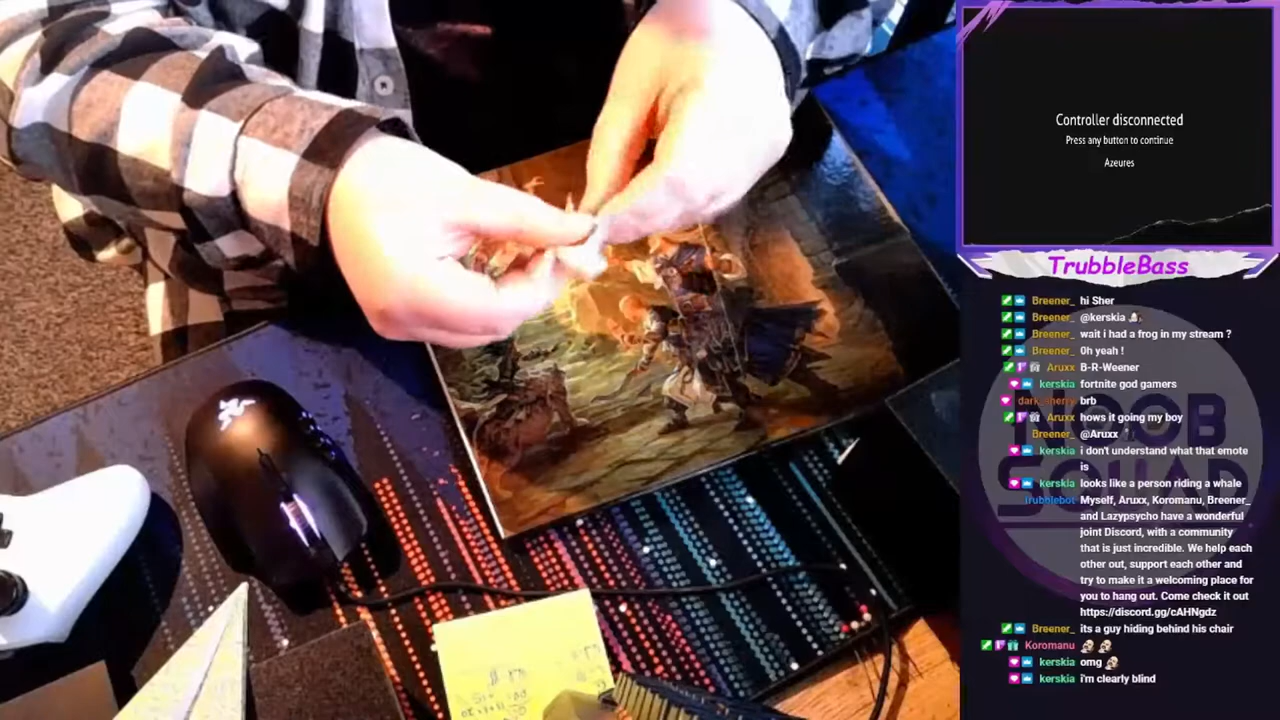 Controller disconnected
Press any button to continue
Azeures
TrubbleBass
Breener_ hi Sher
Breener_ @kerskia
Breener_ wait i had a frog in my stream ?
Breener_ Oh yeah !
Aruxx B-R-Weener
kerskia fortnite god gamers
brb
Aruxx hows it going my boy
Breener_ @Aruxx
kerskia i don't understand what that emote
is
kerskia looks like a person riding a whale
Trubblebot Myself, Aruxx, Koromanu, Breener_
and Lazypsycho have a wonderful
joint Discord, with a community
that is just incredible. We help each
other out, support each other and
try to make it a welcoming place for
you to hang out. Come check it out
https://discord.gg/cAHNgdz
Breener_ its a guy hiding behind his chair
Koromanu
kerskia omg
kerskia i'm clearly blind
NOOB
SQUAD